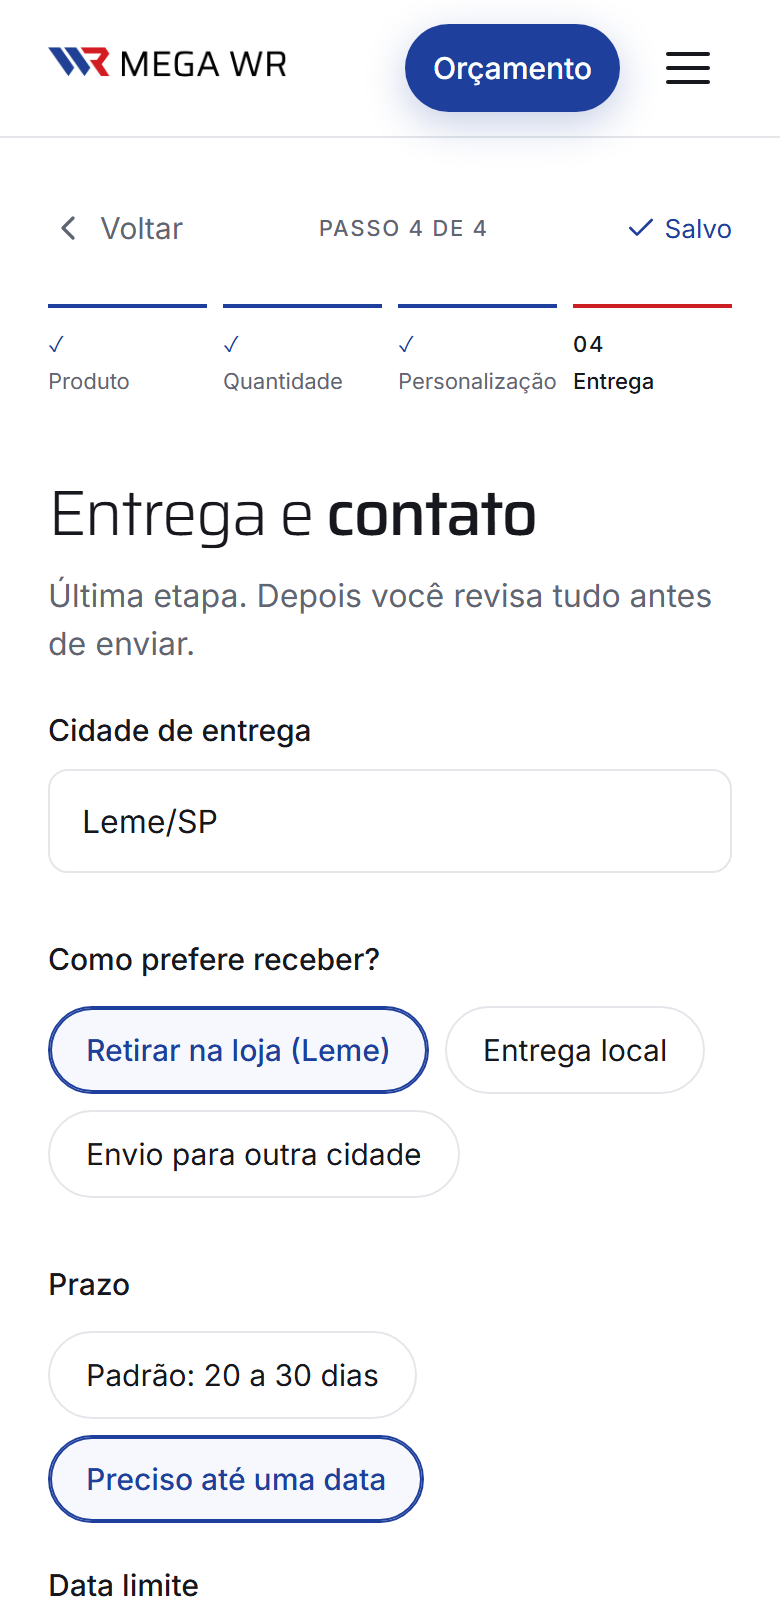 MEGA WR
Orçamento
Voltar
PASSO 4 DE 4
✓ Salvo
✓
✓
✓
04
Produto
Quantidade
Personalização
Entrega
Entrega e contato
Última etapa. Depois você revisa tudo antes
de enviar.
Cidade de entrega
Leme/SP
Como prefere receber?
Retirar na loja (Leme)
Entrega local
Envio para outra cidade
Prazo
Padrão: 20 a 30 dias
Preciso até uma data
Data limite